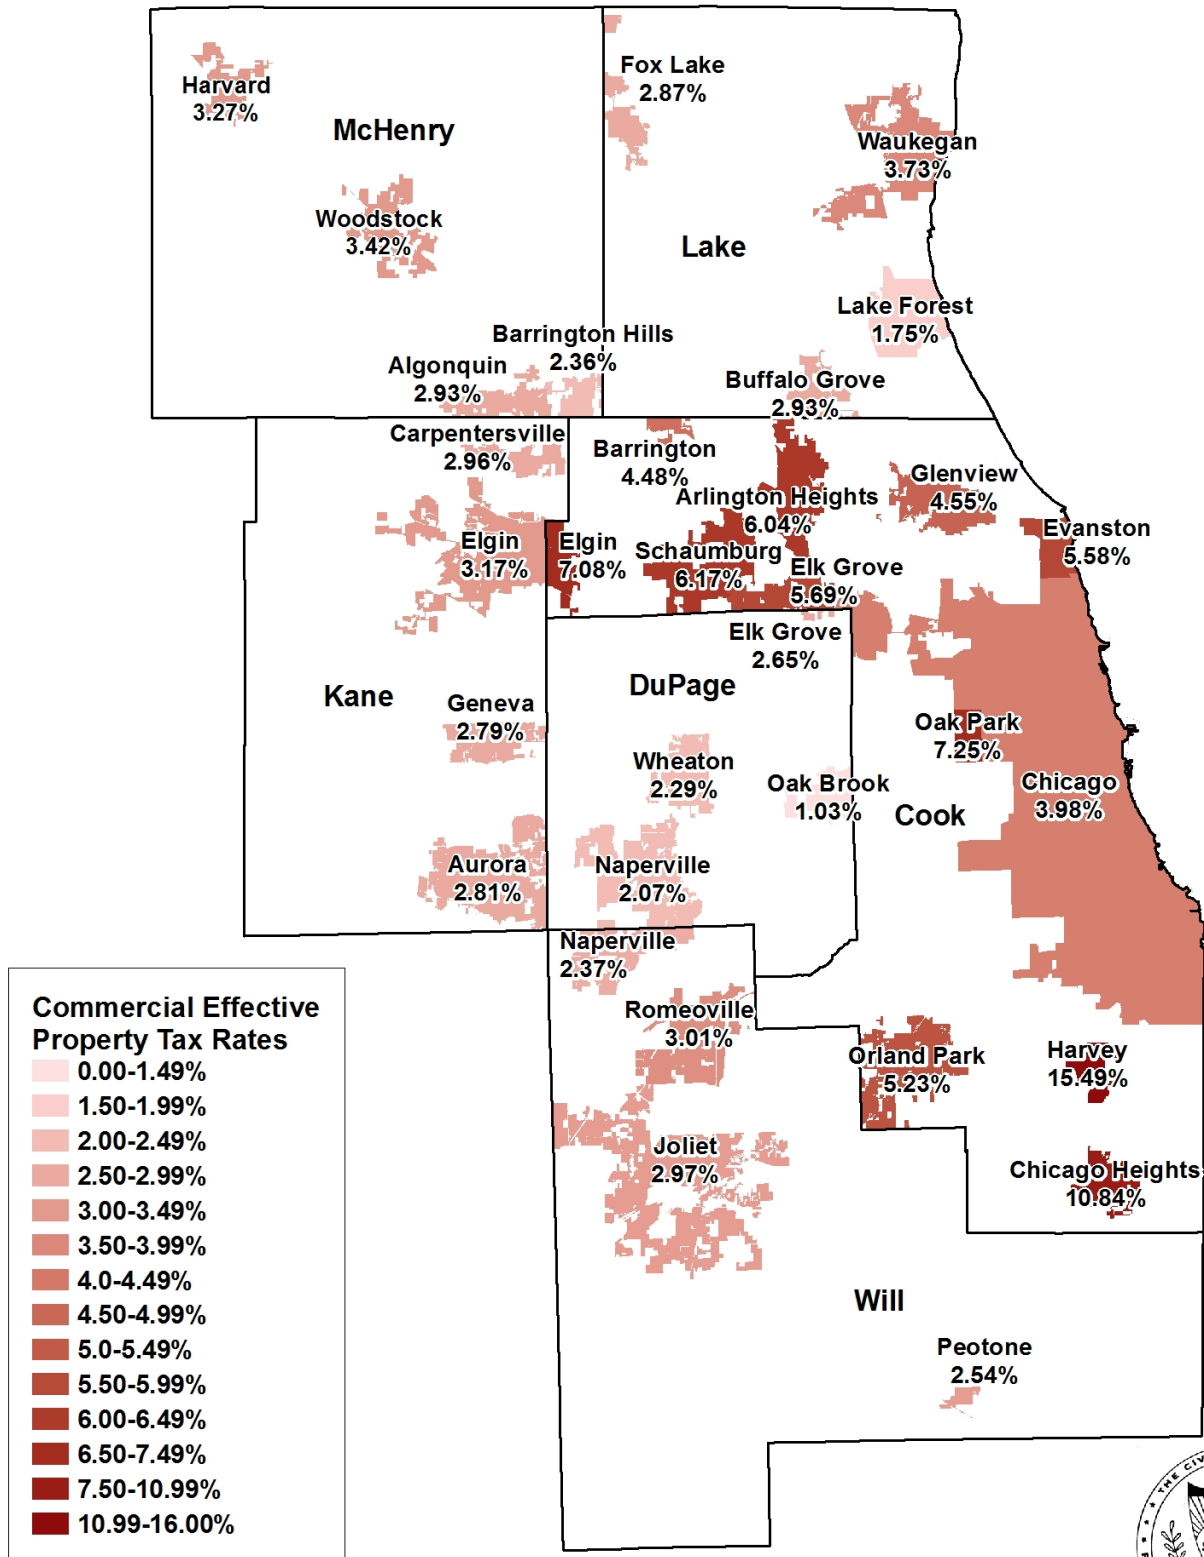 Harvard
3.27%
McHenry
Woodstock
3.42%
Fox Lake
2.87%
Waukegan
3.73%
Lake
Lake Forest
1.75%
Barrington Hills
2.36%
Algonquin
2.93%
Buffalo Grove
2.93%
Carpentersville
2.96%
Barrington
4.48%
Arlington Heights
6.04%
Glenview
4.55%
Evanston
5.58%
Elgin
3.17%
Elgin
7.08%
Schaumburg
6.17%
Elk Grove
5.69%
Elk Grove
2.65%
Kane
DuPage
Geneva
2.79%
Wheaton
2.29%
Oak Brook
1.03%
Oak Park
7.25%
Chicago
3.98%
Cook
Aurora
2.81%
Naperville
2.07%
Naperville
2.37%
Romeoville
3.01%
Orland Park
5.23%
Harvey
15.49%
Joliet
2.97%
Chicago Heights
10.84%
Will
Peotone
2.54%
Commercial Effective
Property Tax Rates
0.00-1.49%
1.50-1.99%
2.00-2.49%
2.50-2.99%
3.00-3.49%
3.50-3.99%
4.0-4.49%
4.50-4.99%
5.0-5.49%
5.50-5.99%
6.00-6.49%
6.50-7.49%
7.50-10.99%
10.99-16.00%
THE CIV